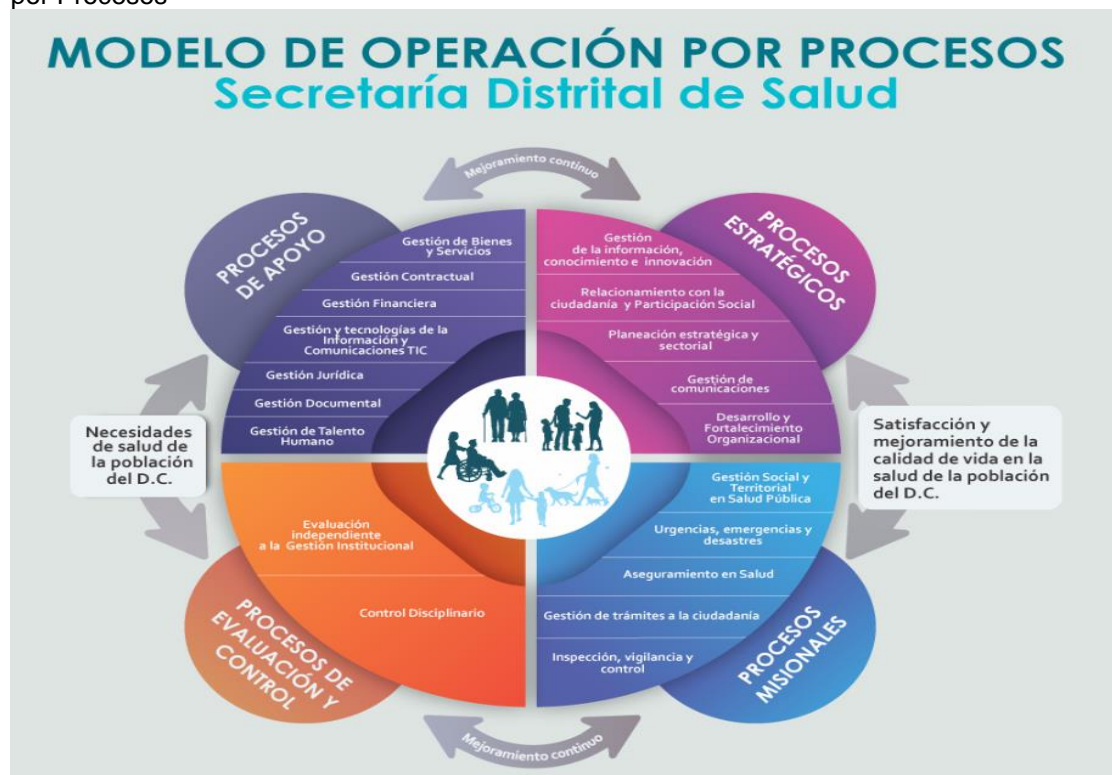 por Procesos
MODELO DE OPERACIÓN POR PROCESOS
Secretaría Distrital de Salud
Mejoramiento contínuo
PROCESOS
DE APOYO
Gestión de Bienes
y Servicios
Gestión Contractual
Gestión Financiera
Gestión y tecnologías de la
Información y
Comunicaciones TIC
Gestión Jurídica
Gestión Documental
Gestión de Talento
Humano
PROCESOS
ESTRATÉGICOS
Gestión
de la información,
conocimiento e innovación
Relacionamiento con la
ciudadanía y Participación Social
Planeación estratégica y
sectorial
Gestión de
comunicaciones
Desarrollo y
Fortalecimiento
Organizacional
Necesidades
de salud de
la población
del D.C.
Satisfacción y
mejoramiento de la
calidad de vida en la
salud de la población
del D.C.
Evaluación
independiente
a la Gestión Institucional
Control Disciplinario
PROCESOS DE
EVALUACIÓN Y
CONTROL
Gestión Social y
Territorial
en Salud Pública
Urgencias, emergencias y
desastres
Aseguramiento en Salud
Gestión de trámites a la ciudadanía
Inspección, vigilancia y
control
PROCESOS
MISIONALES
Mejoramiento contínuo